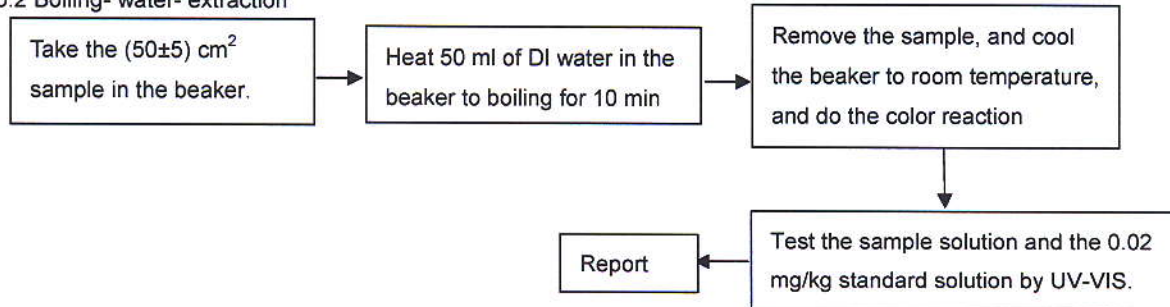 Boiling- water- extraction
Take the (50±5) cm²
sample in the beaker.
Heat 50 ml of DI water in the
beaker to boiling for 10 min
Remove the sample, and cool
the beaker to room temperature,
and do the color reaction
Test the sample solution and the 0.02
mg/kg standard solution by UV-VIS.
Report